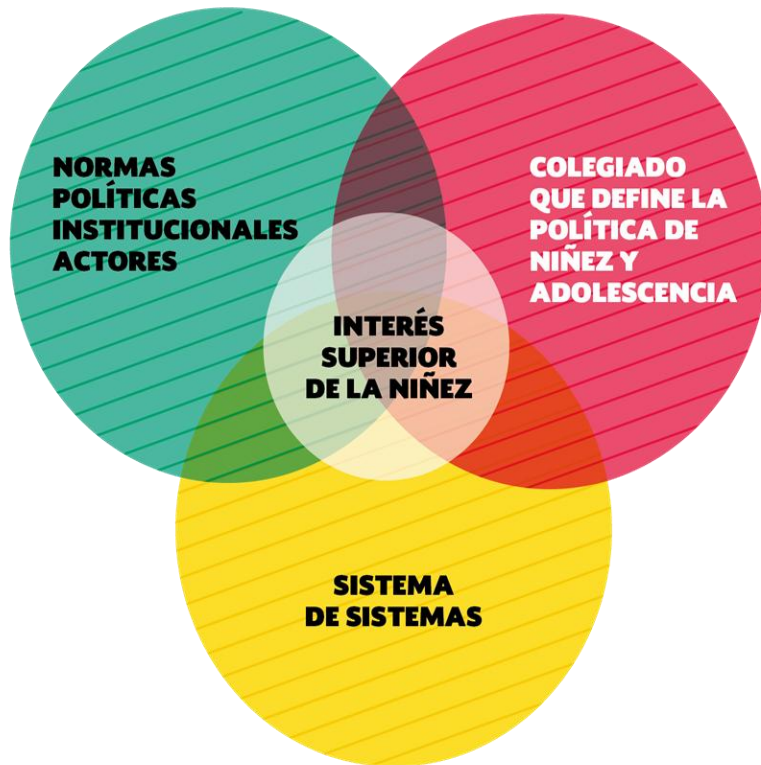 NORMAS
POLÍTICAS
INSTITUCIONALES
ACTORES
COLEGIADO
QUE DEFINE LA
POLÍTICA DE
NIÑEZ Y
ADOLESCENCIA
INTERÉS
SUPERIOR
DE LA NIÑEZ
SISTEMA
DE SISTEMAS